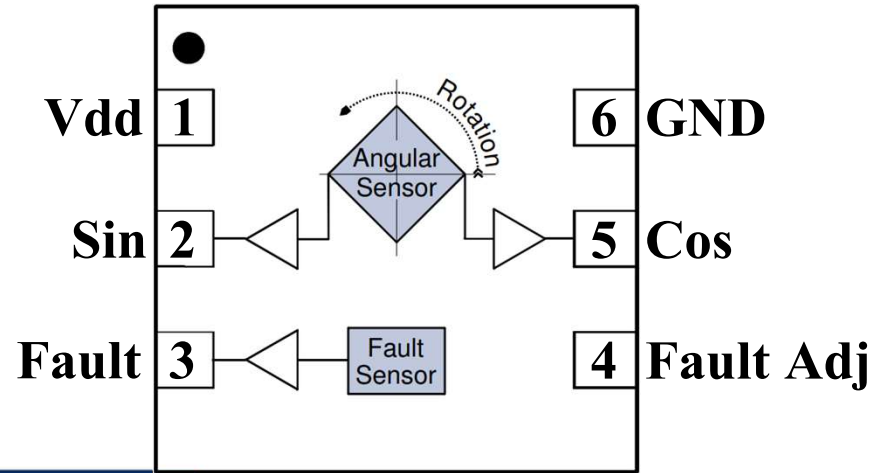 Vdd 1
Rotation
6 GND
Angular
Sensor
Sin 2
5 Cos
Fault 3
Fault
Sensor
4 Fault Adj